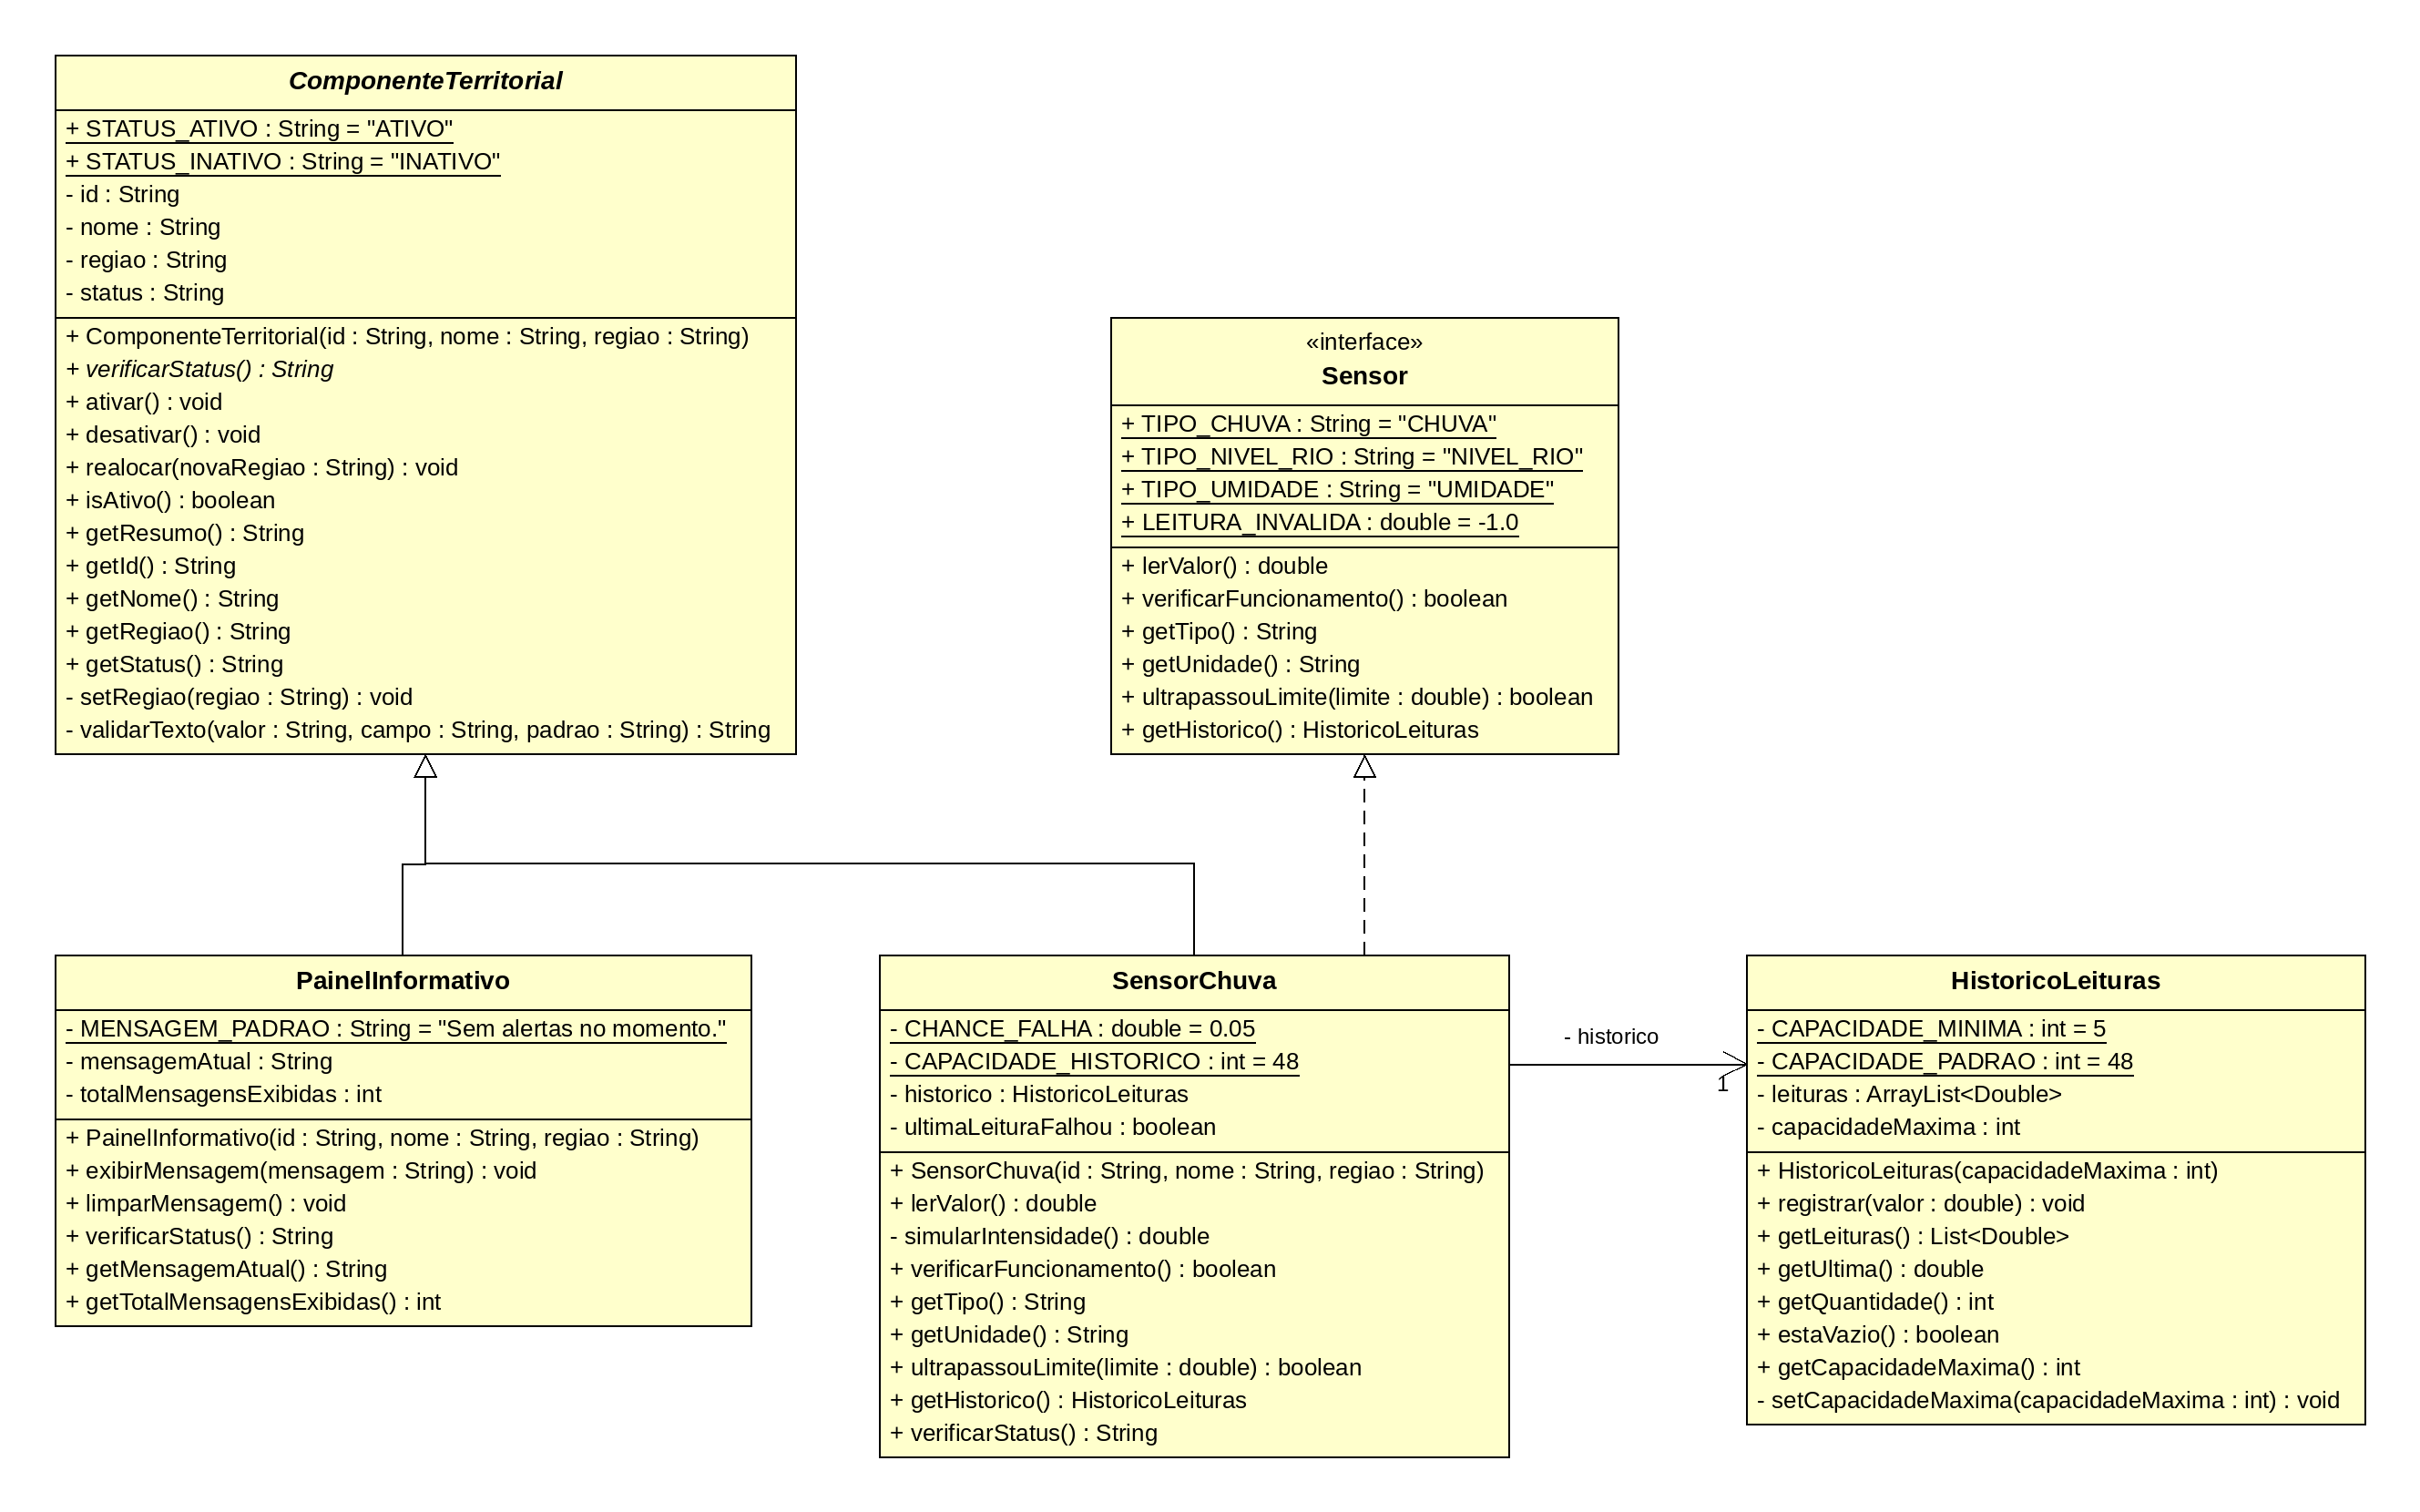 ComponenteTerritorial
+ STATUS_ATIVO : String = "ATIVO"
+ STATUS_INATIVO : String = "INATIVO"
- id : String
- nome : String
- regiao : String
- status : String
+ ComponenteTerritorial(id : String, nome : String, regiao : String)
+ verificarStatus() : String
+ ativar() : void
+ desativar() : void
+ realocar(novaRegiao : String) : void
+ isAtivo() : boolean
+ getResumo() : String
+ getId() : String
+ getNome() : String
+ getRegiao() : String
+ getStatus() : String
- setRegiao(regiao : String) : void
- validarTexto(valor : String, campo : String, padrao : String) : String
«interface»
Sensor
+ TIPO_CHUVA : String = "CHUVA"
+ TIPO_NIVEL_RIO : String = "NIVEL_RIO"
+ TIPO_UMIDADE : String = "UMIDADE"
+ LEITURA_INVALIDA : double = -1.0
+ lerValor() : double
+ verificarFuncionamento() : boolean
+ getTipo() : String
+ getUnidade() : String
+ ultrapassouLimite(limite : double) : boolean
+ getHistorico() : HistoricoLeituras
PainelInformativo
- MENSAGEM_PADRAO : String = "Sem alertas no momento."
- mensagemAtual : String
- totalMensagensExibidas : int
+ PainelInformativo(id : String, nome : String, regiao : String)
+ exibirMensagem(mensagem : String) : void
+ limparMensagem() : void
+ verificarStatus() : String
+ getMensagemAtual() : String
+ getTotalMensagensExibidas() : int
SensorChuva
- CHANCE_FALHA : double = 0.05
- CAPACIDADE_HISTORICO : int = 48
- historico : HistoricoLeituras
- ultimaLeituraFalhou : boolean
+ SensorChuva(id : String, nome : String, regiao : String)
+ lerValor() : double
- simularIntensidade() : double
+ verificarFuncionamento() : boolean
+ getTipo() : String
+ getUnidade() : String
+ ultrapassouLimite(limite : double) : boolean
+ getHistorico() : HistoricoLeituras
+ verificarStatus() : String
- historico
1
HistoricoLeituras
- CAPACIDADE_MINIMA : int = 5
- CAPACIDADE_PADRAO : int = 48
- leituras : ArrayList<Double>
- capacidadeMaxima : int
+ HistoricoLeituras(capacidadeMaxima : int)
+ registrar(valor : double) : void
+ getLeituras() : List<Double>
+ getUltima() : double
+ getQuantidade() : int
+ estaVazio() : boolean
+ getCapacidadeMaxima() : int
- setCapacidadeMaxima(capacidadeMaxima : int) : void